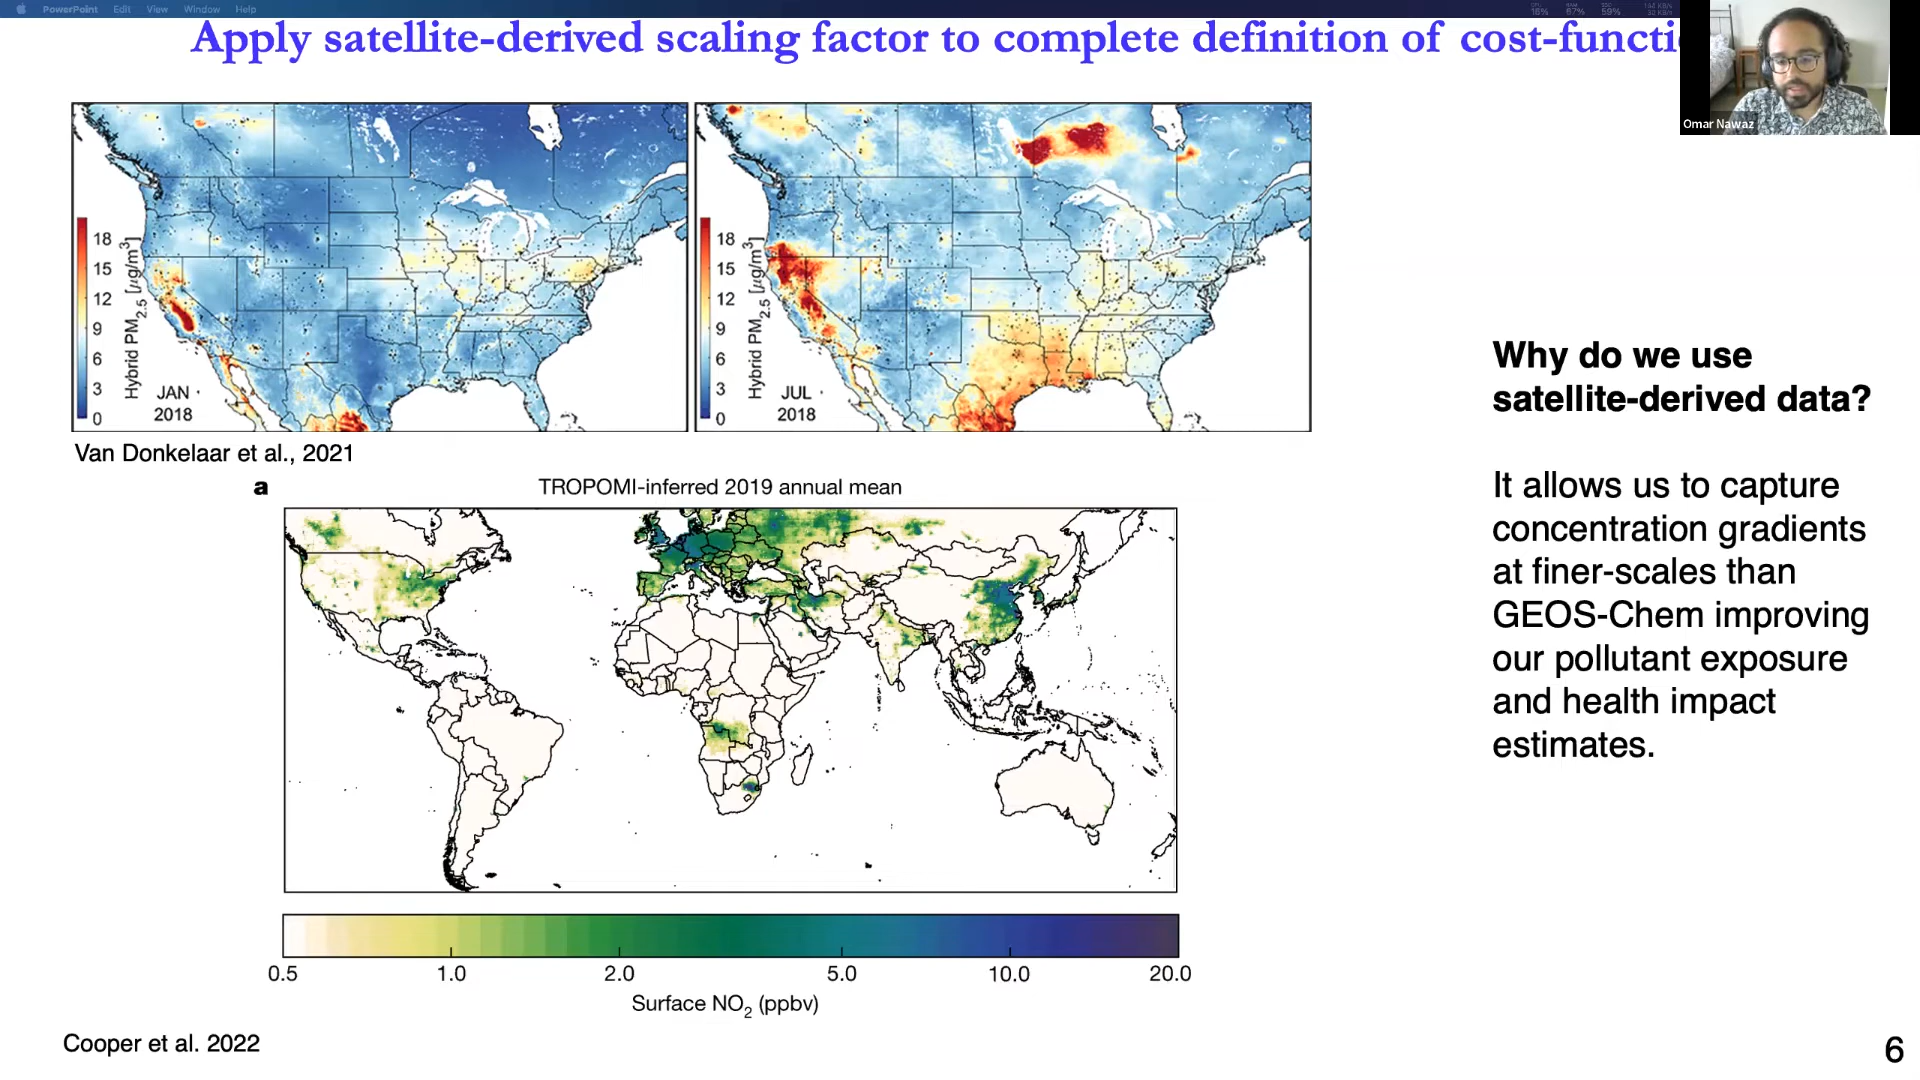 PowerPoint Edit View Window Help
Apply satellite-derived scaling factor to complete definition of cost-functi
Omar Nawaz
18
15
12
9
6
3
0
Hybrid PM2.5 [μg/m3]
JAN
2018
18
15
12
9
6
3
0
Hybrid PM2.5 [μg/m3]
JUL
2018
Van Donkelaar et al., 2021
Why do we use
satellite-derived data?
It allows us to capture
concentration gradients
at finer-scales than
GEOS-Chem improving
our pollutant exposure
and health impact
estimates.
a
TROPOMI-inferred 2019 annual mean
0.5 1.0 2.0 5.0 10.0 20.0
Surface NO2 (ppbv)
Cooper et al. 2022
6